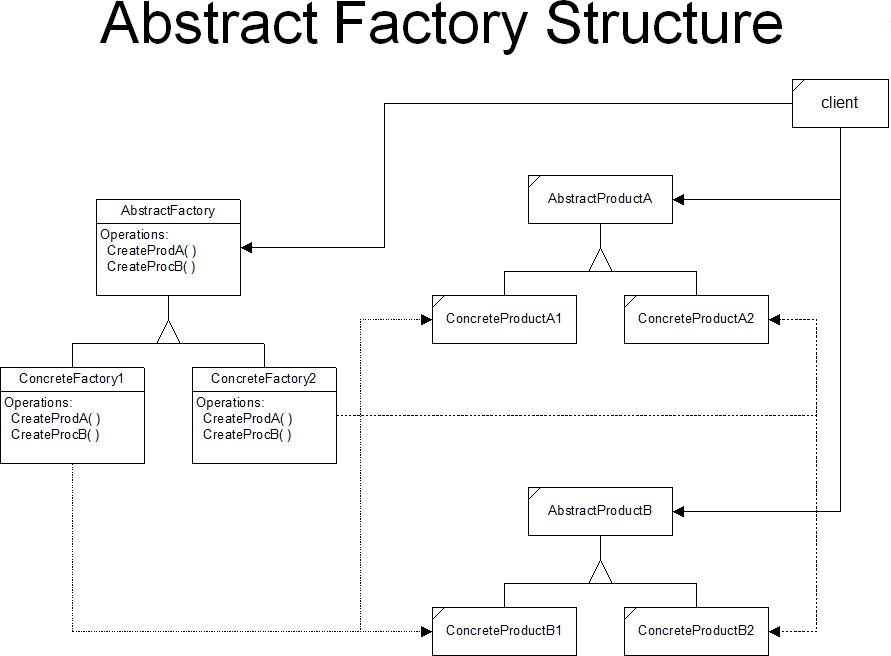 Abstract Factory Structure
client
AbstractProductA
AbstractFactory
Operations:
CreateProdA( )
CreateProcB( )
ConcreteProductA1
ConcreteProductA2
ConcreteFactory1
Operations:
CreateProdA( )
CreateProcB( )
ConcreteFactory2
Operations:
CreateProdA( )
CreateProcB( )
AbstractProductB
ConcreteProductB1
ConcreteProductB2